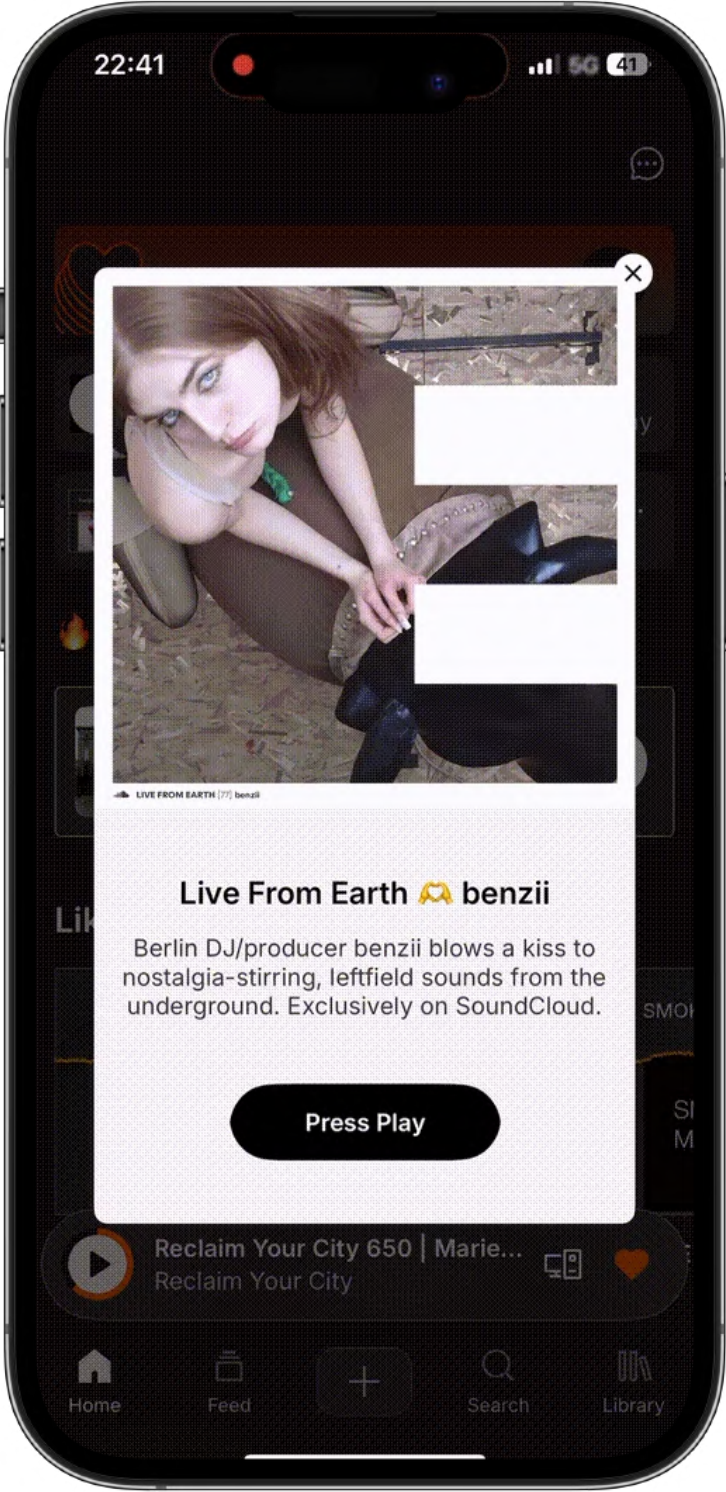 22:41
5G
41
LIVE FROM EARTH [77] benzii
Live From Earth 🫶 benzii
Berlin DJ/producer benzii blows a kiss to
nostalgia-stirring, leftfield sounds from the
underground. Exclusively on SoundCloud.
Press Play
Reclaim Your City 650 | Marie...
Reclaim Your City
Home
Feed
Search
Library